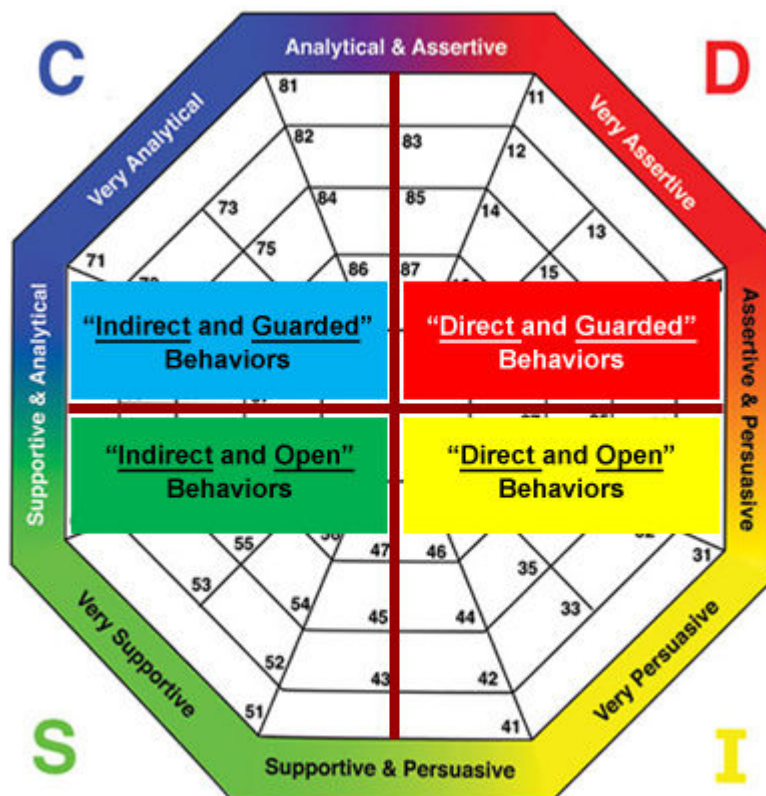 C
Analytical & Assertive
D
Very Analytical
Very Assertive
81
11
82
83
12
73
84
85
14
13
75
15
71
86
87
"Indirect and Guarded"
Behaviors
"Direct and Guarded"
Behaviors
Supportive & Analytical
Assertive & Persuasive
"Indirect and Open"
Behaviors
"Direct and Open"
Behaviors
55
47
46
31
53
35
54
45
44
33
52
43
42
51
41
Very Supportive
Very Persuasive
S
Supportive & Persuasive
I